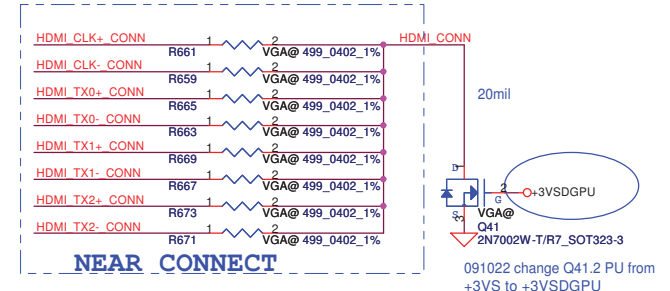 HDMI_CLK+_CONN 1 2 HDMI_CONN
R661 VGA@ 499_0402_1%
HDMI_CLK-_CONN 1 2
R659 VGA@ 499_0402_1%
HDMI_TX0+_CONN 1 2
R665 VGA@ 499_0402_1%
HDMI_TX0-_CONN 1 2
R663 VGA@ 499_0402_1%
HDMI_TX1+_CONN 1 2
R669 VGA@ 499_0402_1%
HDMI_TX1-_CONN 1 2
R667 VGA@ 499_0402_1%
HDMI_TX2+_CONN 1 2
R673 VGA@ 499_0402_1%
HDMI_TX2-_CONN 1 2
R671 VGA@ 499_0402_1%
NEAR CONNECT
20mil
D 1
2 G
+3VSDGPU
S 3
VGA@
Q41
2N7002W-T/R7_SOT323-3
091022 change Q41.2 PU from
+3VS to +3VSDGPU